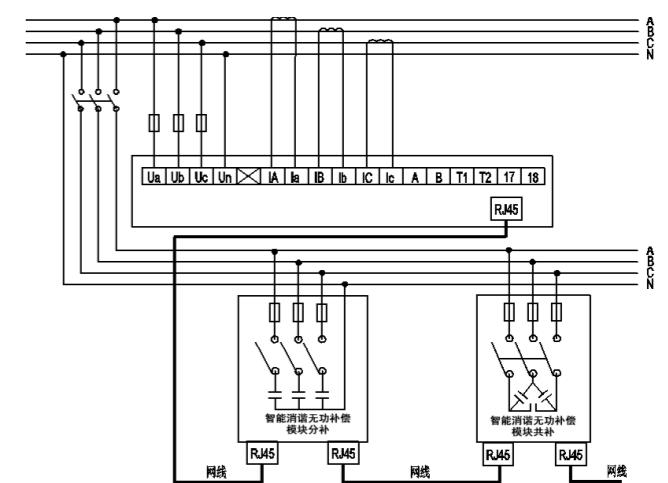 A
B
C
N
Ua Ub Uc Un IA Ia IB Ib IC Ic A B T1 T2 17 18
RJ45
A
B
C
N
智能消谐无功补偿
模块分补
智能消谐无功补偿
模块共补
RJ45 RJ45 RJ45 RJ45
网线 网线 网线